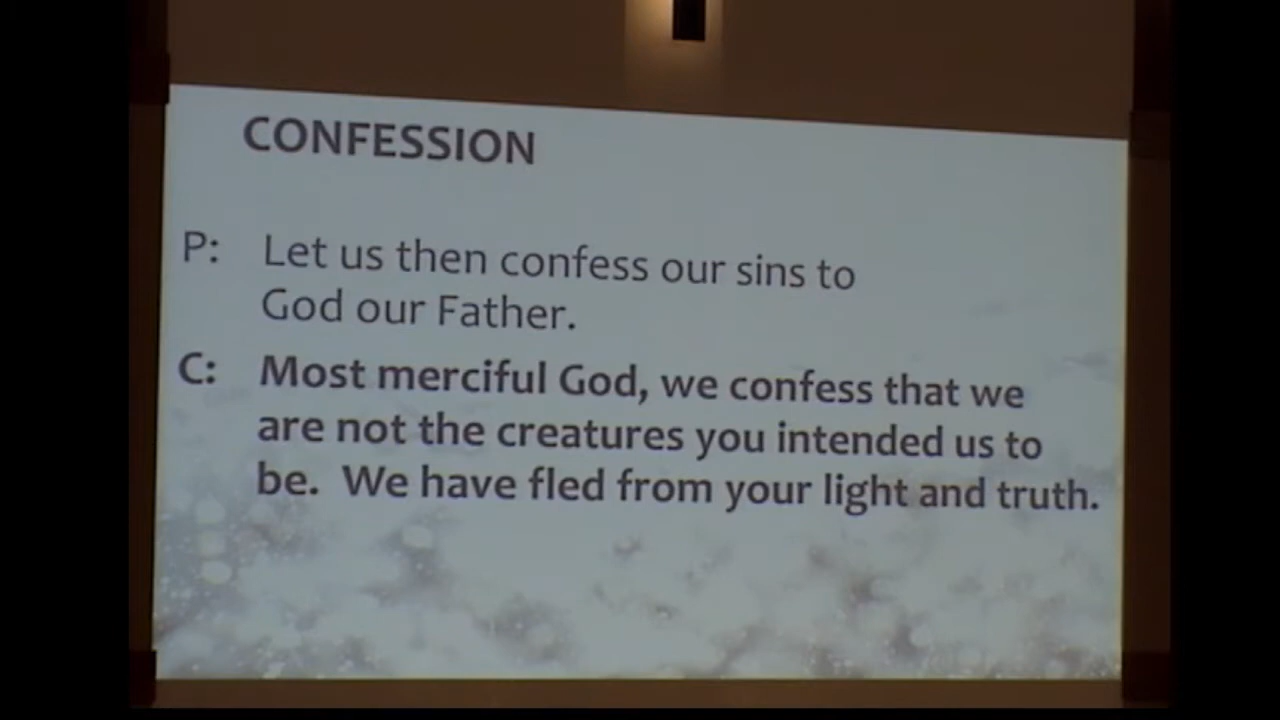 CONFESSION
P: Let us then confess our sins to
God our Father.
C: Most merciful God, we confess that we
are not the creatures you intended us to
be. We have fled from your light and truth.